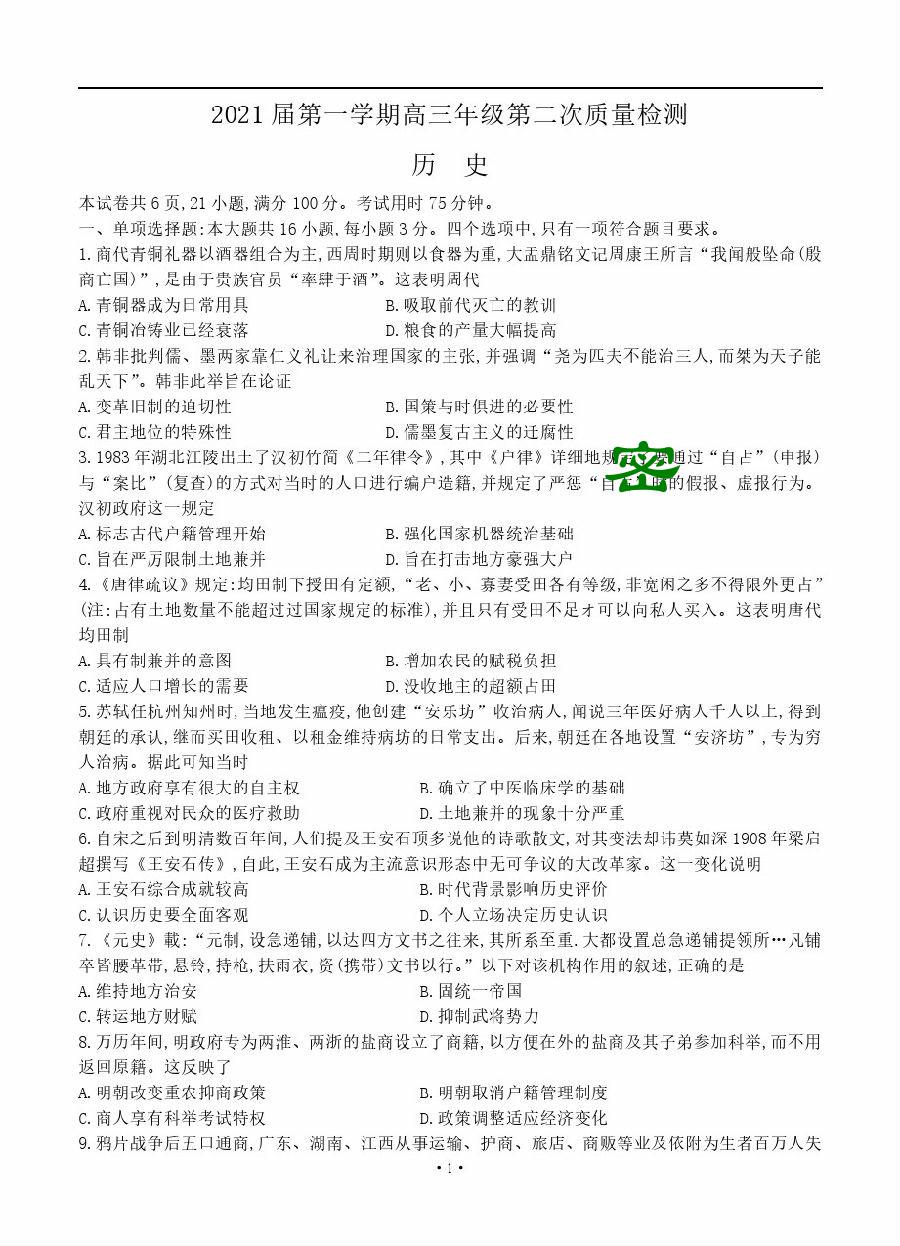 2021 届第一学期高三年级第二次质量检测
历 史
本试卷共 6 页,21 小题,满分 100 分。考试用时 75 分钟。
一、单项选择题:本大题共 16 小题,每小题 3 分。四个选项中,只有一项符合题目要求。
1. 商代青铜礼器以酒器组合为主,西周时期则以食器为重,大盂鼎铭文记周康王所言“我闻般坠命(殷
商亡国)”,是由于贵族官员“率肆于酒”。这表明周代
A. 青铜器成为日常用具 B. 吸取前代灭亡的教训
C. 青铜冶铸业已经衰落 D. 粮食的产量大幅提高
2. 韩非批判儒、墨两家靠仁义礼让来治理国家的主张,并强调“尧为匹夫不能治三人,而桀为天子能
乱天下”。韩非此举旨在论证
A. 变革旧制的迫切性 B. 国策与时俱进的必要性
C. 君主地位的特殊性 D. 儒墨复古主义的迂腐性
3. 1983 年湖北江陵出土了汉初竹简《二年律令》,其中《户律》详细地规 通过“自占”(申报)
与“案比”(复查)的方式对当时的人口进行编户造籍,并规定了严惩“自 的假报、虚报行为。
汉初政府这一规定
A. 标志古代户籍管理开始 B. 强化国家机器统治基础
C. 旨在严厉限制土地兼并 D. 旨在打击地方豪强大户
4. 《唐律疏议》规定:均田制下授田有定额,“老、小、寡妻受田各有等级,非宽闲之乡不得限外更占”
(注:占有土地数量不能超过过国家规定的标准),并且只有受田不足才可以向私人买入。这表明唐代
均田制
A. 具有制兼并的意图 B. 增加农民的赋税负担
C. 适应人口增长的需要 D. 没收地主的超额占田
5. 苏轼任杭州知州时,当地发生瘟疫,他创建“安乐坊”收治病人,闻说三年医好病人千人以上,得到
朝廷的承认,继而买田收租、以租金维持病坊的日常支出。后来,朝廷在各地设置“安济坊”,专为穷
人治病。据此可知当时
A. 地方政府享有很大的自主权 B. 确立了中医临床学的基础
C. 政府重视对民众的医疗救助 D. 土地兼并的现象十分严重
6. 自宋之后到明清数百年间,人们提及王安石顶多说他的诗歌散文,对其变法却讳莫如深 1908 年梁启
超撰写《王安石传》,自此,王安石成为主流意识形态中无可争议的大改革家。这一变化说明
A. 王安石综合成就较高 B. 时代背景影响历史评价
C. 认识历史要全面客观 D. 个人立场决定历史认识
7. 《元史》載:“元制,设急递铺,以达四方文书之往来,其所系至重.大都设置总急递铺提领所…凡铺
卒皆腰革带,悬铃,持枪,扶雨衣,资(携带)文书以行。”以下对该机构作用的叙述,正确的是
A. 维持地方治安 B. 固统一帝国
C. 转运地方财赋 D. 抑制武将势力
8. 万历年间,明政府专为两淮、两浙的盐商设立了商籍,以方便在外的盐商及其子弟参加科举,而不用
返回原籍。这反映了
A. 明朝改变重农抑商政策 B. 明朝取消户籍管理制度
C. 商人享有科举考试特权 D. 政策调整适应经济变化
9. 鸦片战争后五口通商,广东、湖南、江西从事运输、护商、旅店、商贩等业及依附为生者百万人失
·1·
密